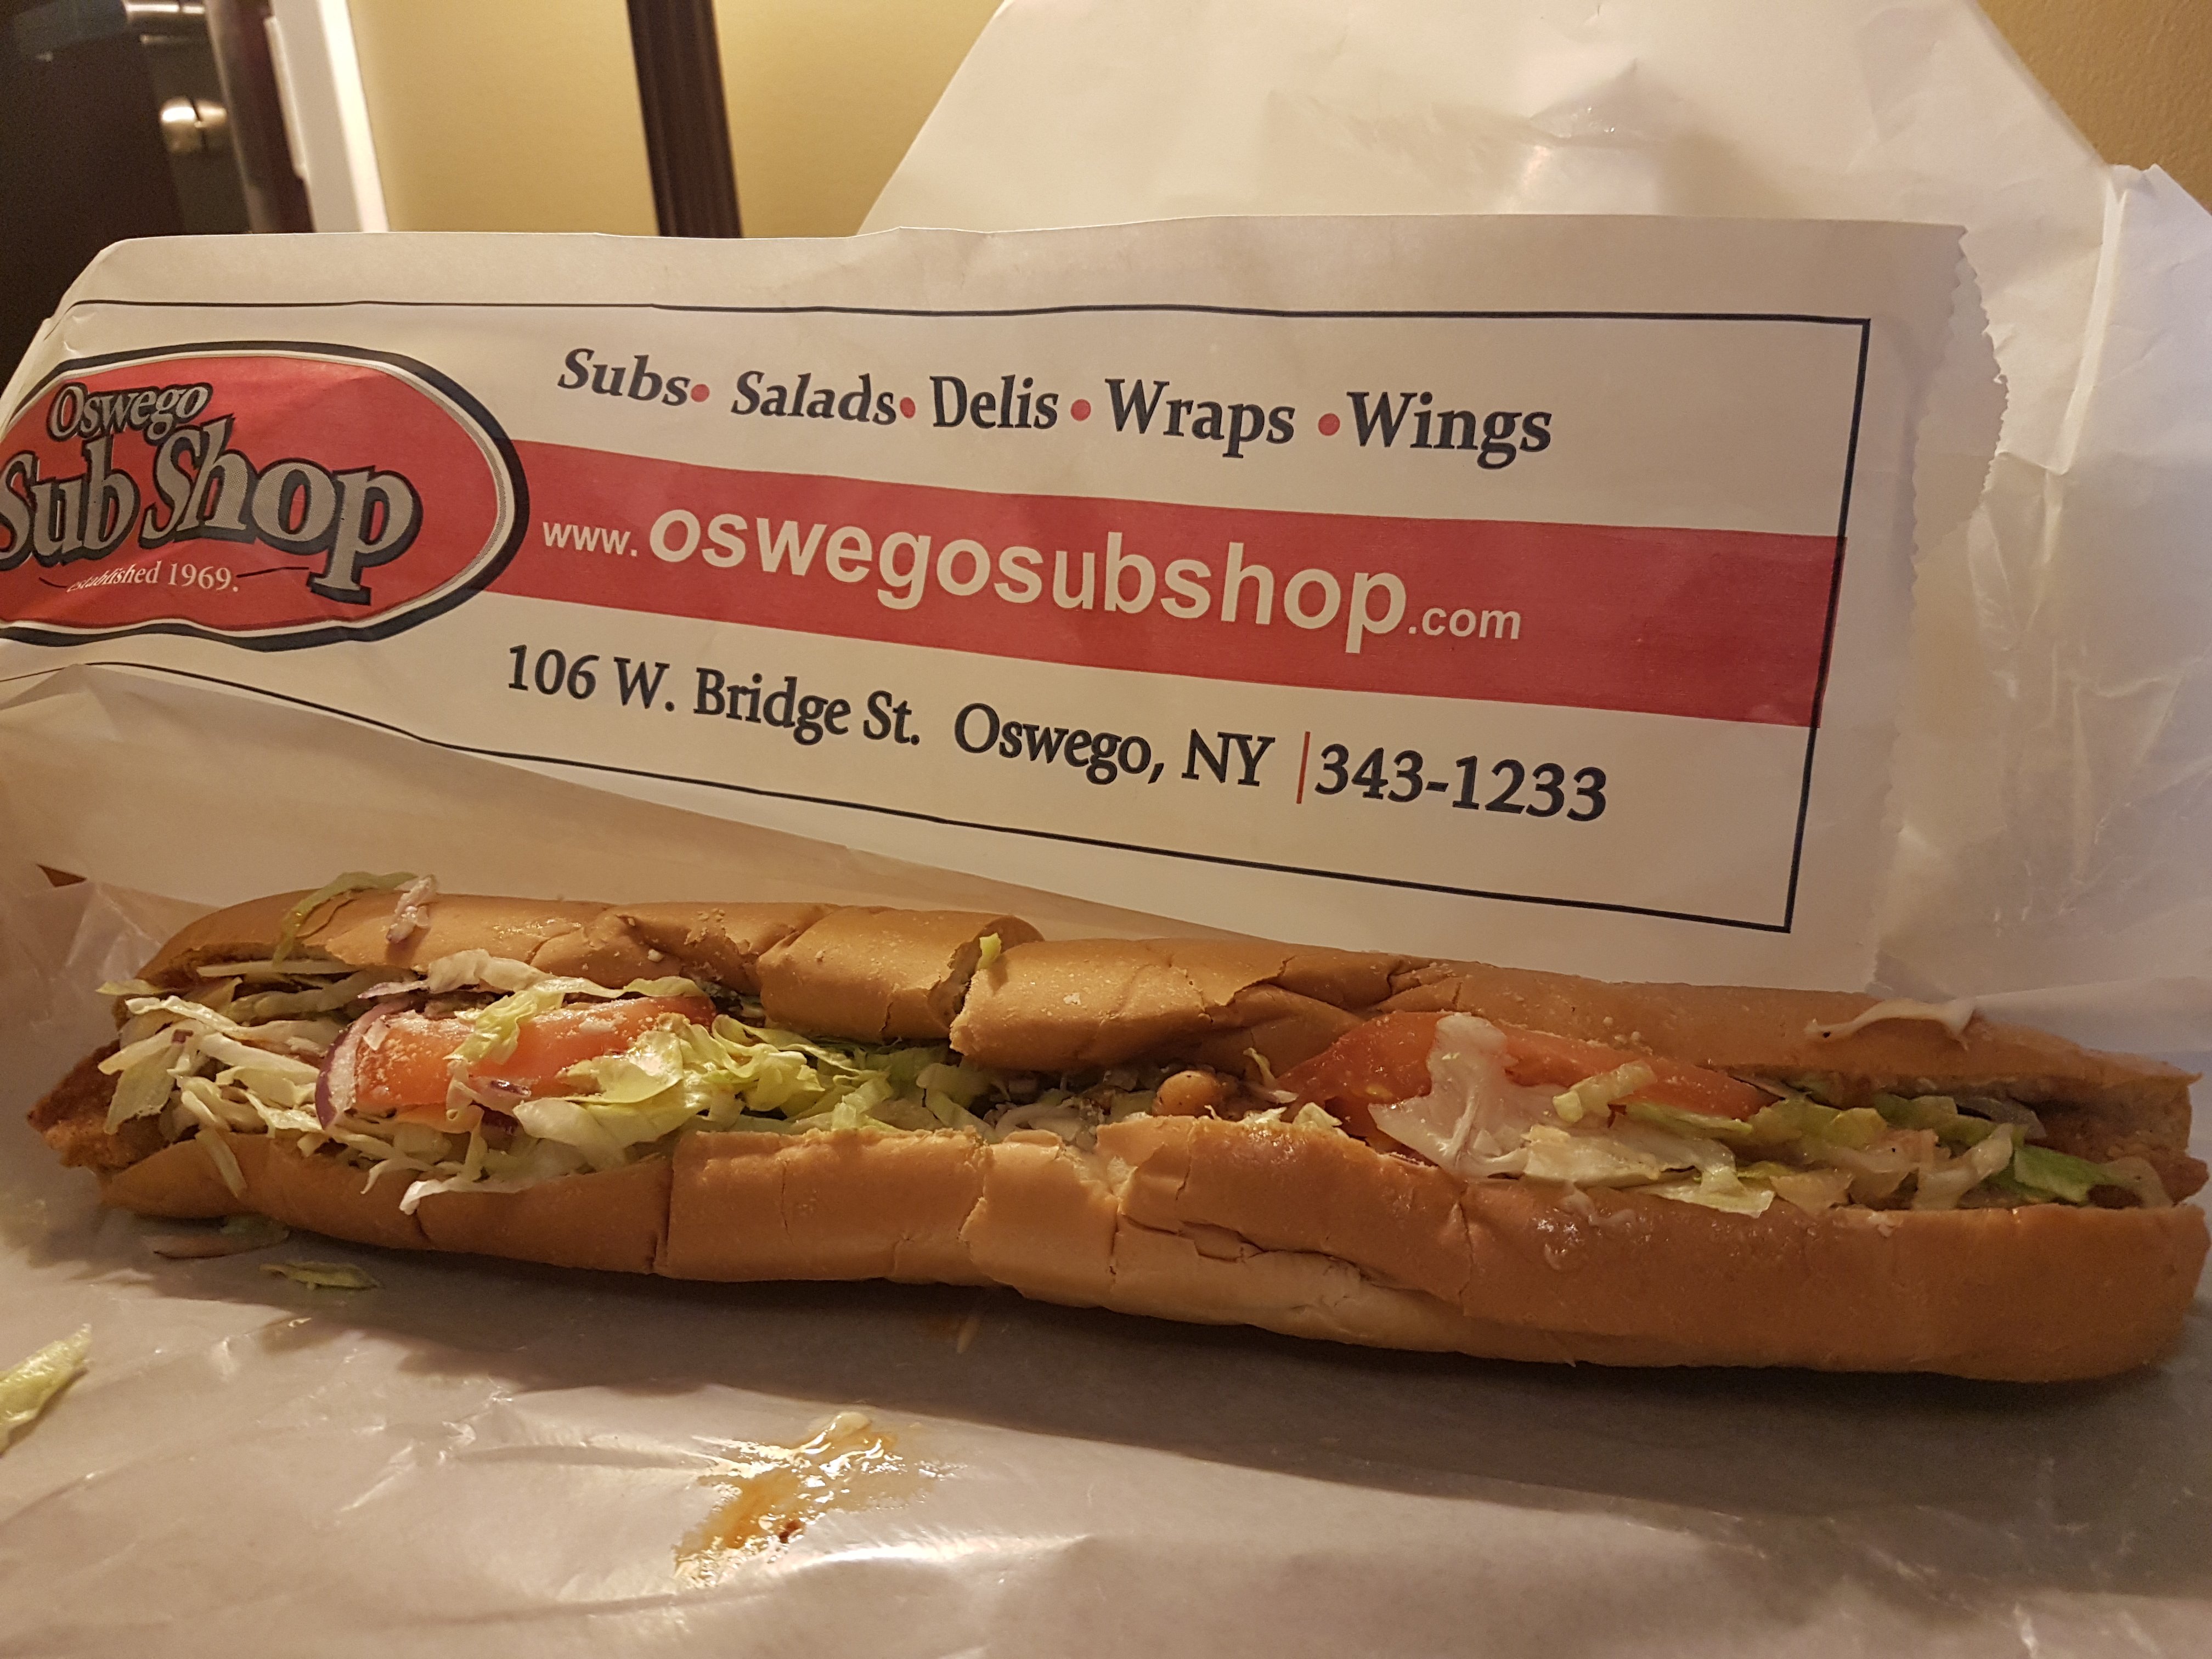 Oswego
Sub Shop
established 1969.
Subs• Salads• Delis • Wraps •Wings
www.oswegosubshop.com
106 W. Bridge St. Oswego, NY |343-1233